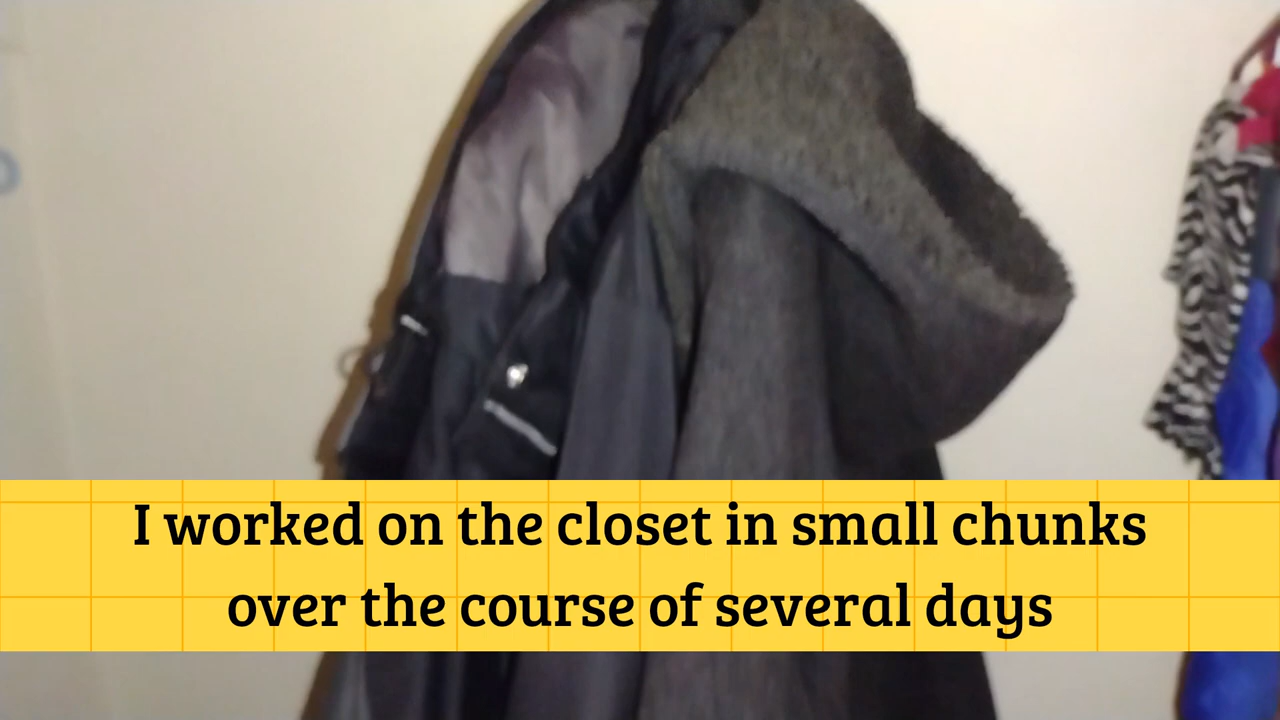 I worked on the closet in small chunks
over the course of several days